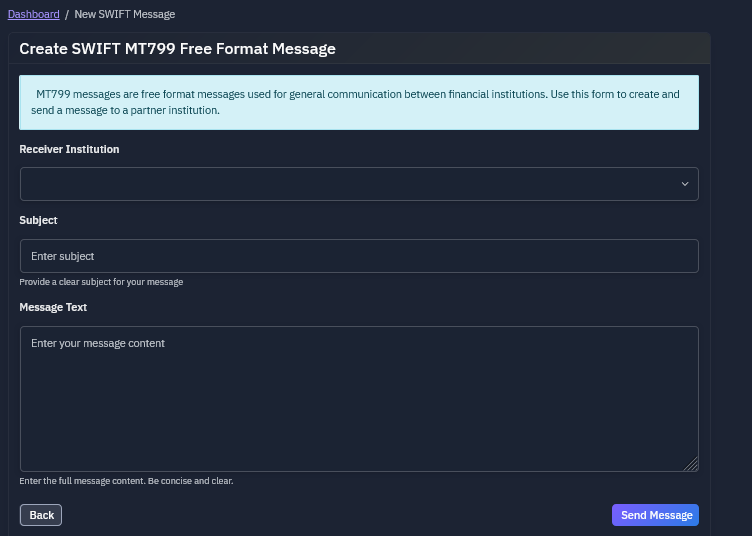 Dashboard / New SWIFT Message
Create SWIFT MT799 Free Format Message
MT799 messages are free format messages used for general communication between financial institutions. Use this form to create and
send a message to a partner institution.
Receiver Institution
Subject
Enter subject
Provide a clear subject for your message
Message Text
Enter your message content
Enter the full message content. Be concise and clear.
Back
Send Message